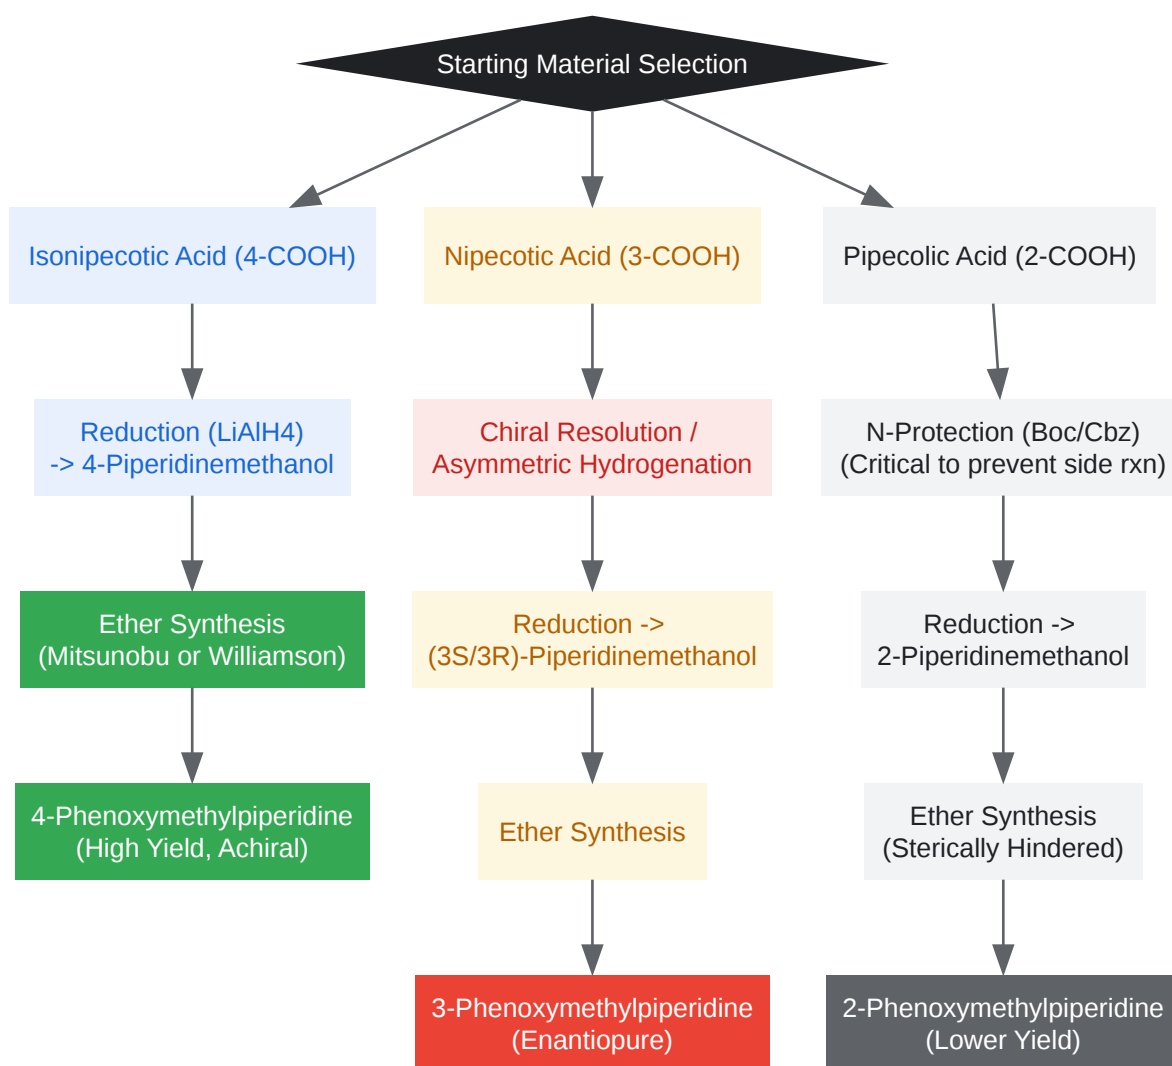 Starting Material Selection
Isonipecotic Acid (4-COOH)
Nipecotic Acid (3-COOH)
Pipecolic Acid (2-COOH)
Reduction (LiAlH4)
-> 4-Piperidinemethanol
Chiral Resolution /
Asymmetric Hydrogenation
N-Protection (Boc/Cbz)
(Critical to prevent side rxn)
Ether Synthesis
(Mitsunobu or Williamson)
Reduction ->
(3S/3R)-Piperidinemethanol
Reduction ->
2-Piperidinemethanol
4-Phenoxymethylpiperidine
(High Yield, Achiral)
Ether Synthesis
Ether Synthesis
(Sterically Hindered)
3-Phenoxymethylpiperidine
(Enantiopure)
2-Phenoxymethylpiperidine
(Lower Yield)